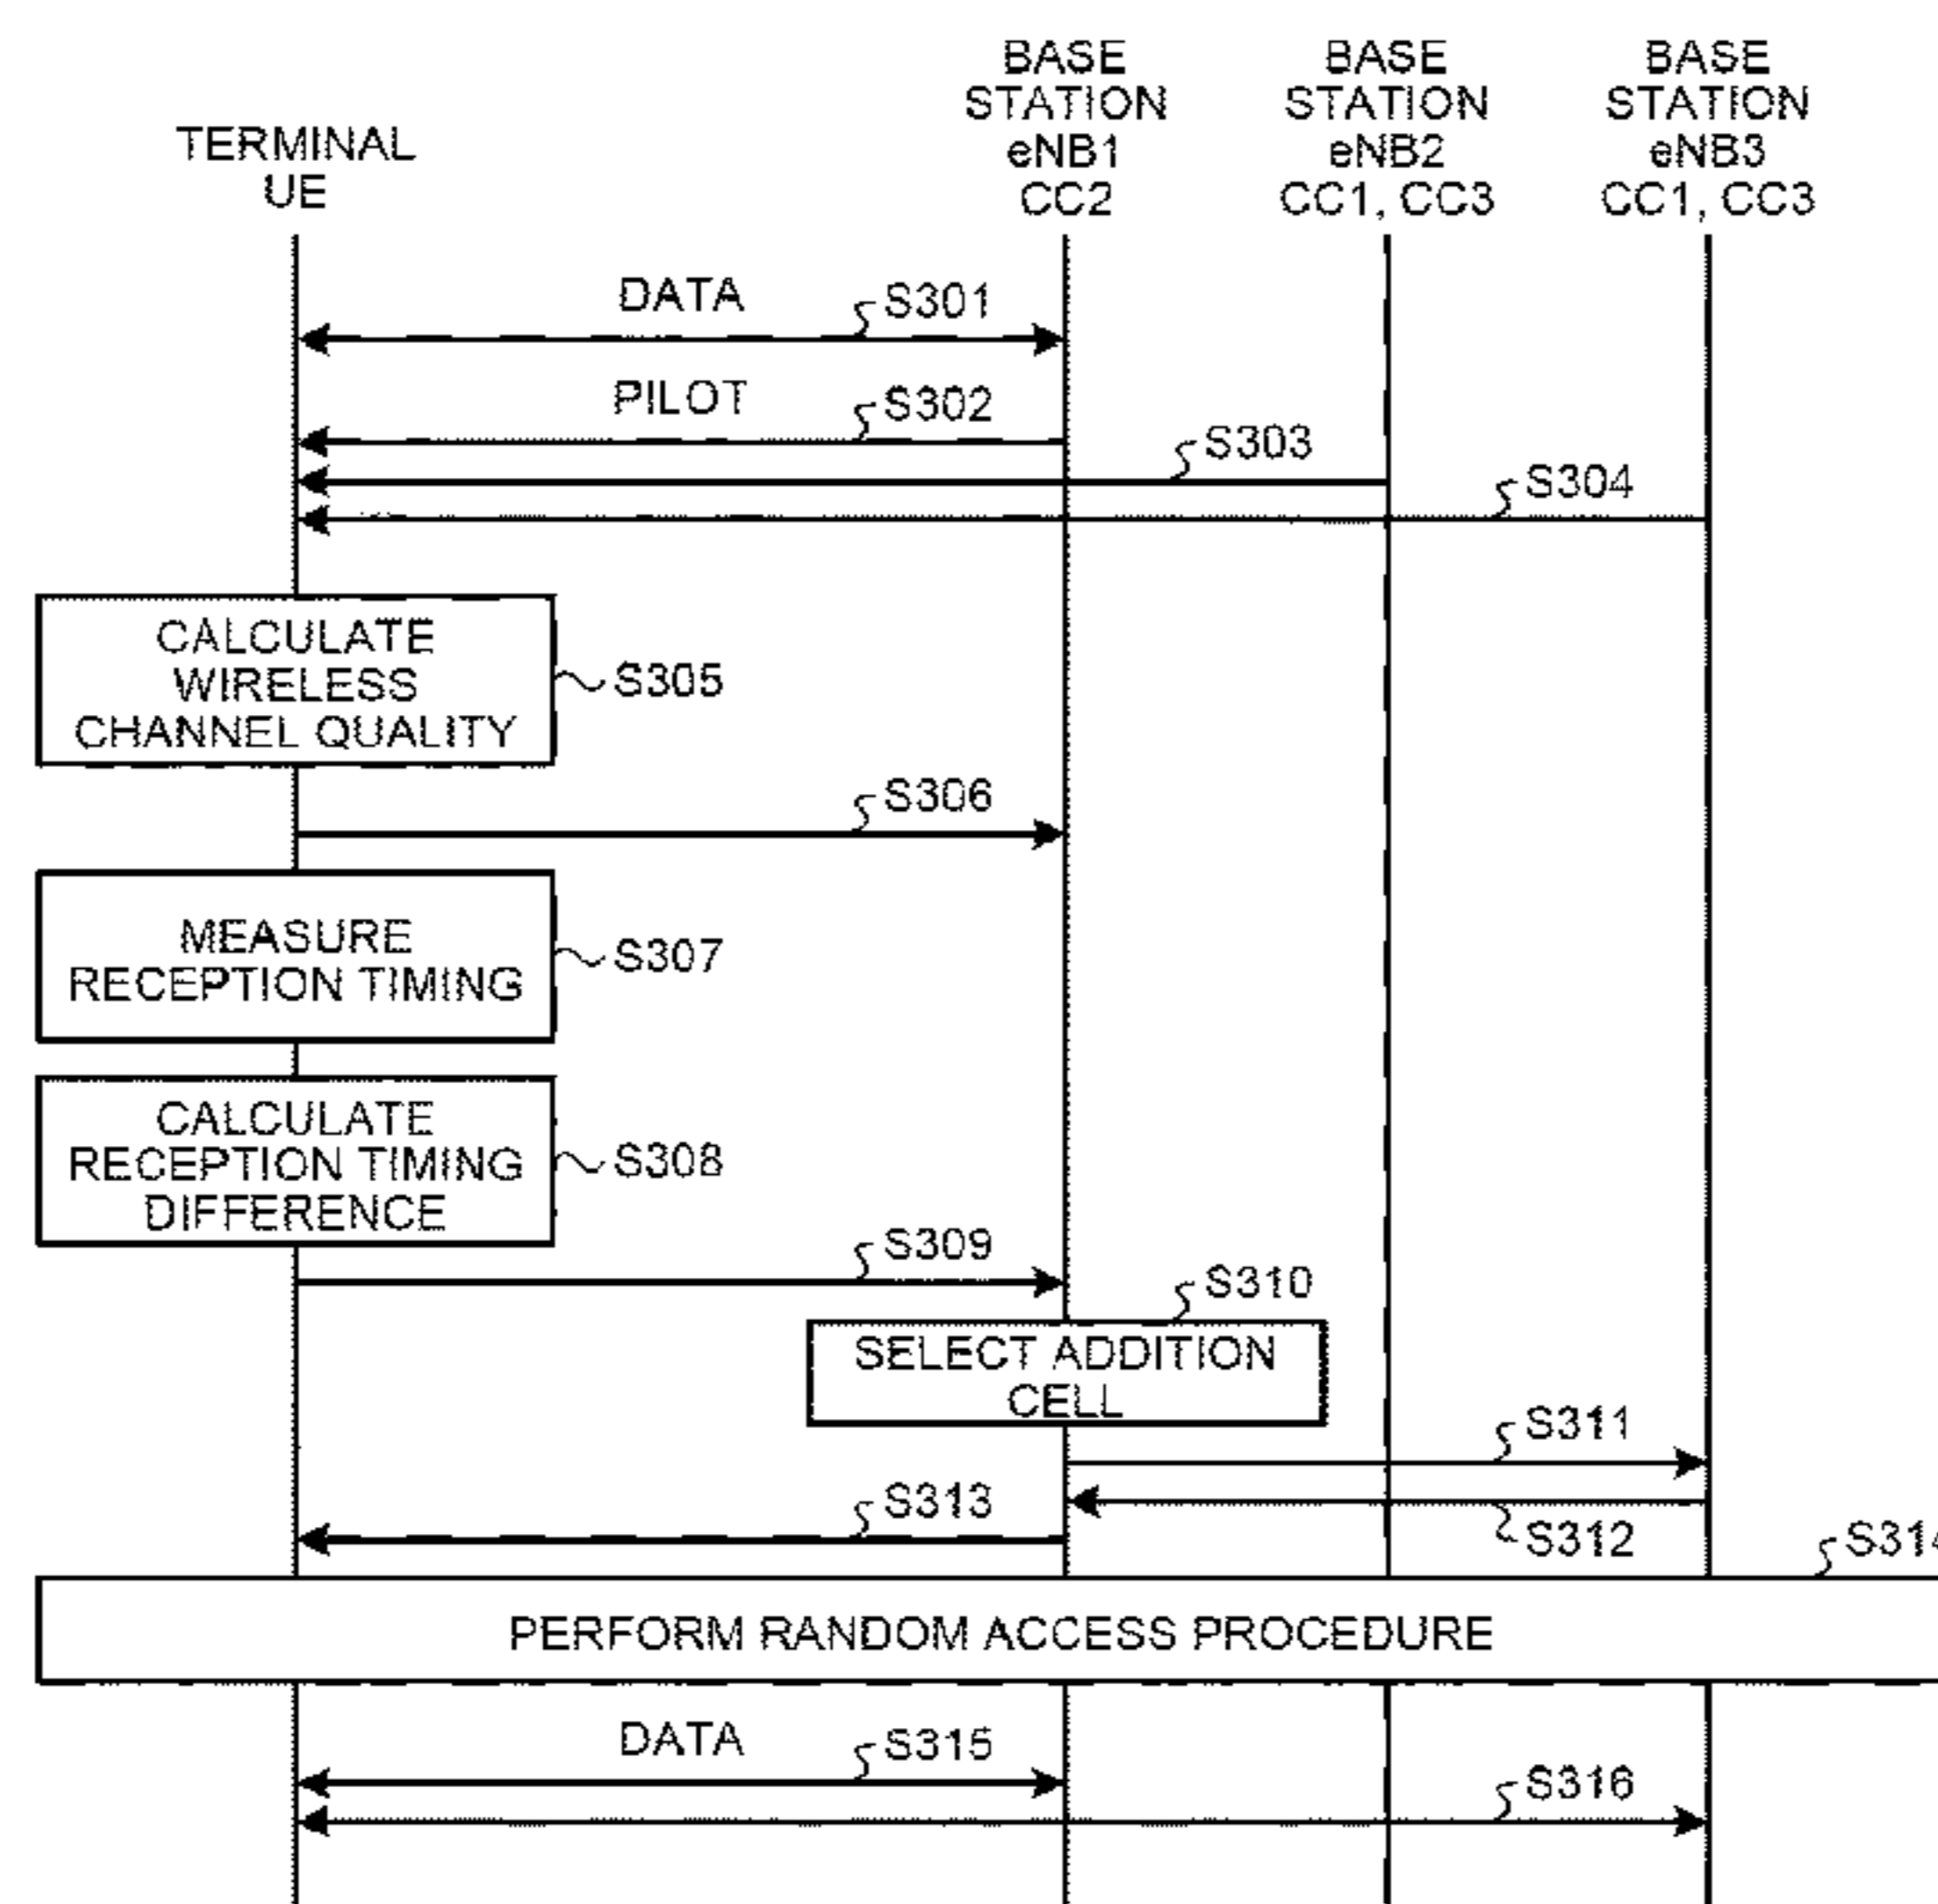 TERMINAL
UE
BASE
STATION
eNB1
CC2
BASE
STATION
eNB2
CC1, CC3
BASE
STATION
eNB3
CC1, CC3
DATA
S301
PILOT
S302
S303
S304
CALCULATE
WIRELESS
CHANNEL QUALITY
S305
S306
MEASURE
RECEPTION TIMING
S307
CALCULATE
RECEPTION TIMING
DIFFERENCE
S308
S309
S310
SELECT ADDITION
CELL
S311
S313
S312
PERFORM RANDOM ACCESS PROCEDURE
DATA
S315
S316